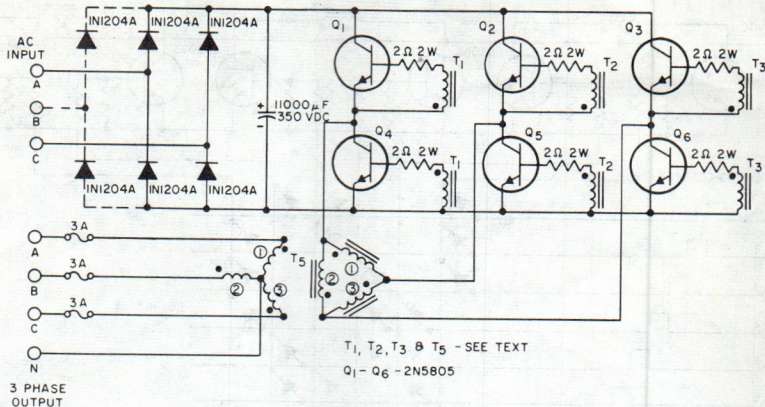 IN1204A IN1204A IN1204A
AC
INPUT
A
B
C
+
11000µF
350 VDC
-
IN1204A IN1204A IN1204A
Q1
2Ω 2W
T1
Q2
2Ω 2W
T2
Q3
2Ω 2W
T3
Q4
2Ω 2W
T1
Q5
2Ω 2W
T2
Q6
2Ω 2W
T3
3A
A
3A
B
3A
C
N
3 PHASE
OUTPUT
① T5
②
③
①
②
③
T1, T2, T3 & T5 - SEE TEXT
Q1 - Q6 - 2N5805